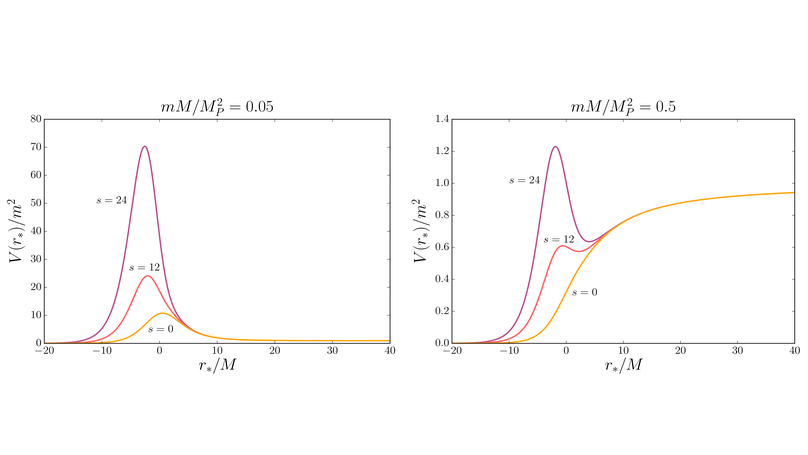 mM/M_P^2 = 0.05
80
70
60
50
40
30
20
10
0
V(r_*)/m^2
s = 24
s = 12
s = 0
−20
−10
0
10
20
30
40
r_*/M
mM/M_P^2 = 0.5
1.4
1.2
1.0
0.8
0.6
0.4
0.2
0.0
V(r_*)/m^2
s = 24
s = 12
s = 0
−20
−10
0
10
20
30
40
r_*/M